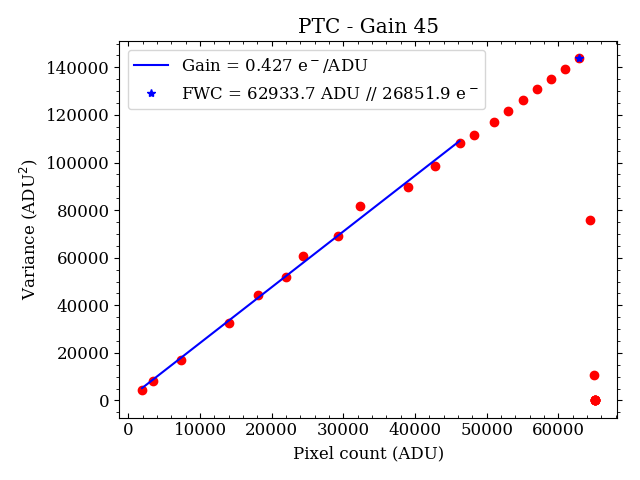 PTC - Gain 45
Gain = 0.427 e⁻/ADU
FWC = 62933.7 ADU // 26851.9 e⁻
Variance (ADU²)
140000
120000
100000
80000
60000
40000
20000
0
0 10000 20000 30000 40000 50000 60000
Pixel count (ADU)